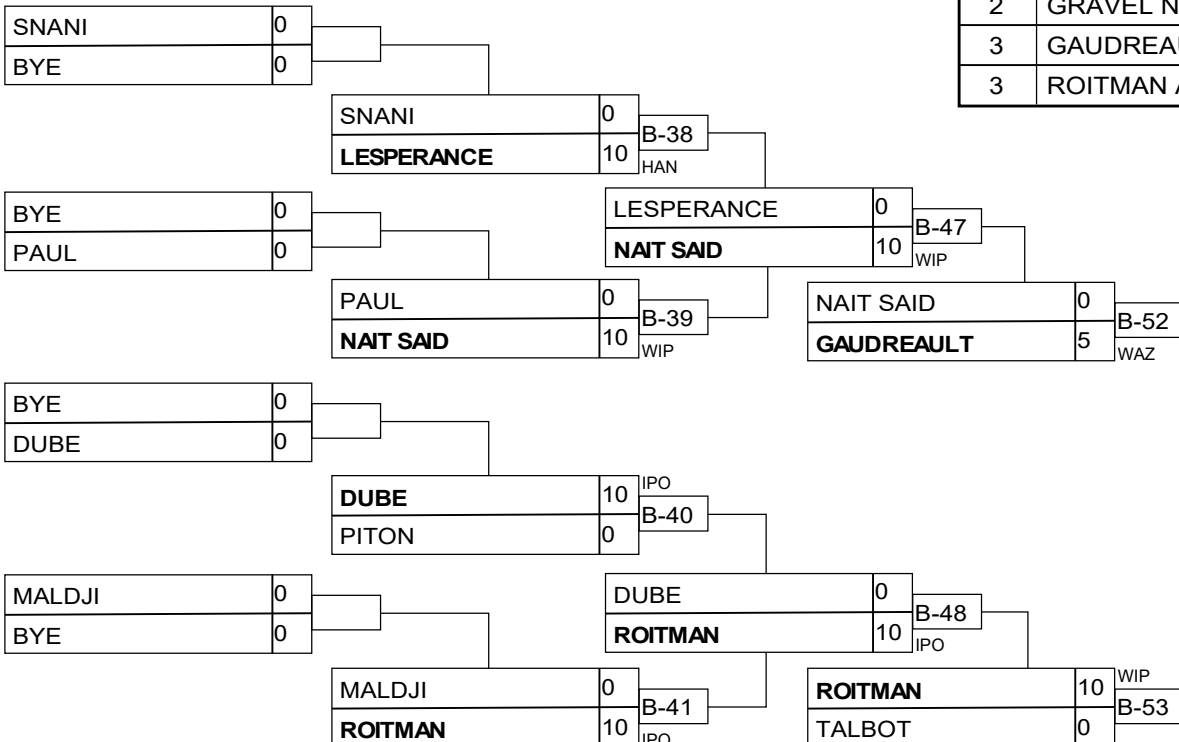 SNANI 0
BYE 0
2 GRAVEL
3
3 ROITMAN
SNANI 0
LESPERANCE 10
B-38
HAN
BYE 0
PAUL 0
LESPERANCE 0
NAIT SAID 10
B-47
WIP
PAUL 0
NAIT SAID 10
B-39
WIP
NAIT SAID 0
GAUDREAULT 5
B-52
WAZ
BYE 0
DUBE 0
DUBE 10 IPO
PITON 0
B-40
MALDJI 0
BYE 0
DUBE 0
ROITMAN 10
B-48
IPO
MALDJI 0
ROITMAN 10
B-41
IPO
ROITMAN 10 WIP
TALBOT 0
B-53